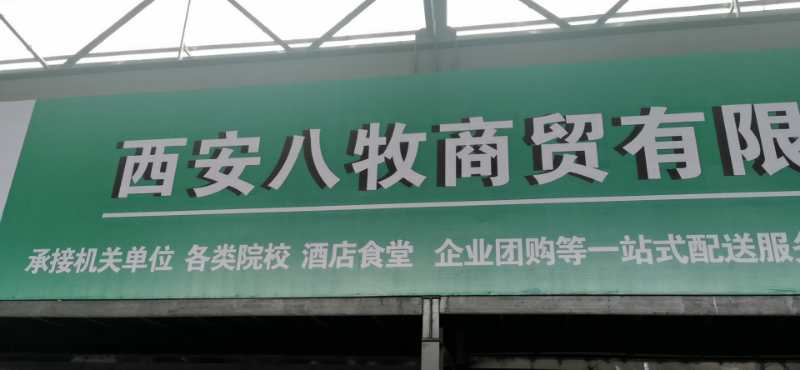 西安八牧商贸有限
承接机关单位 各类院校 酒店食堂 企业团购等一站式配送服